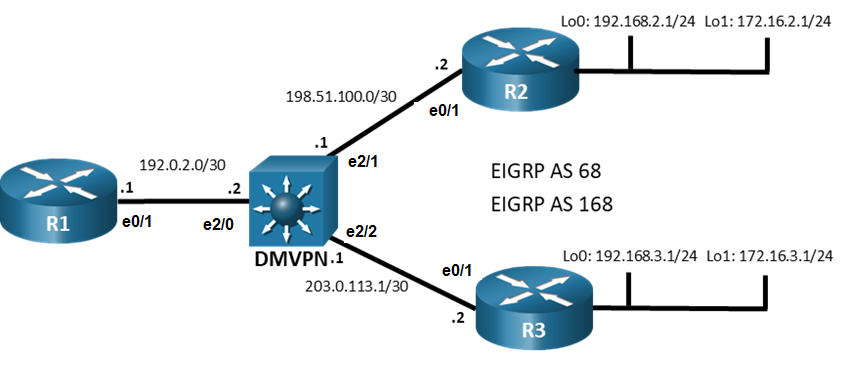 Lo0: 192.168.2.1/24 Lo1: 172.16.2.1/24
.2
R2
198.51.100.0/30
e0/1
.1
e2/1
192.0.2.0/30
EIGRP AS 68
.1
.2
EIGRP AS 168
R1
e0/1
e2/0
e2/2
DMVPN
.1
Lo0: 192.168.3.1/24 Lo1: 172.16.3.1/24
e0/1
203.0.113.1/30
.2
R3